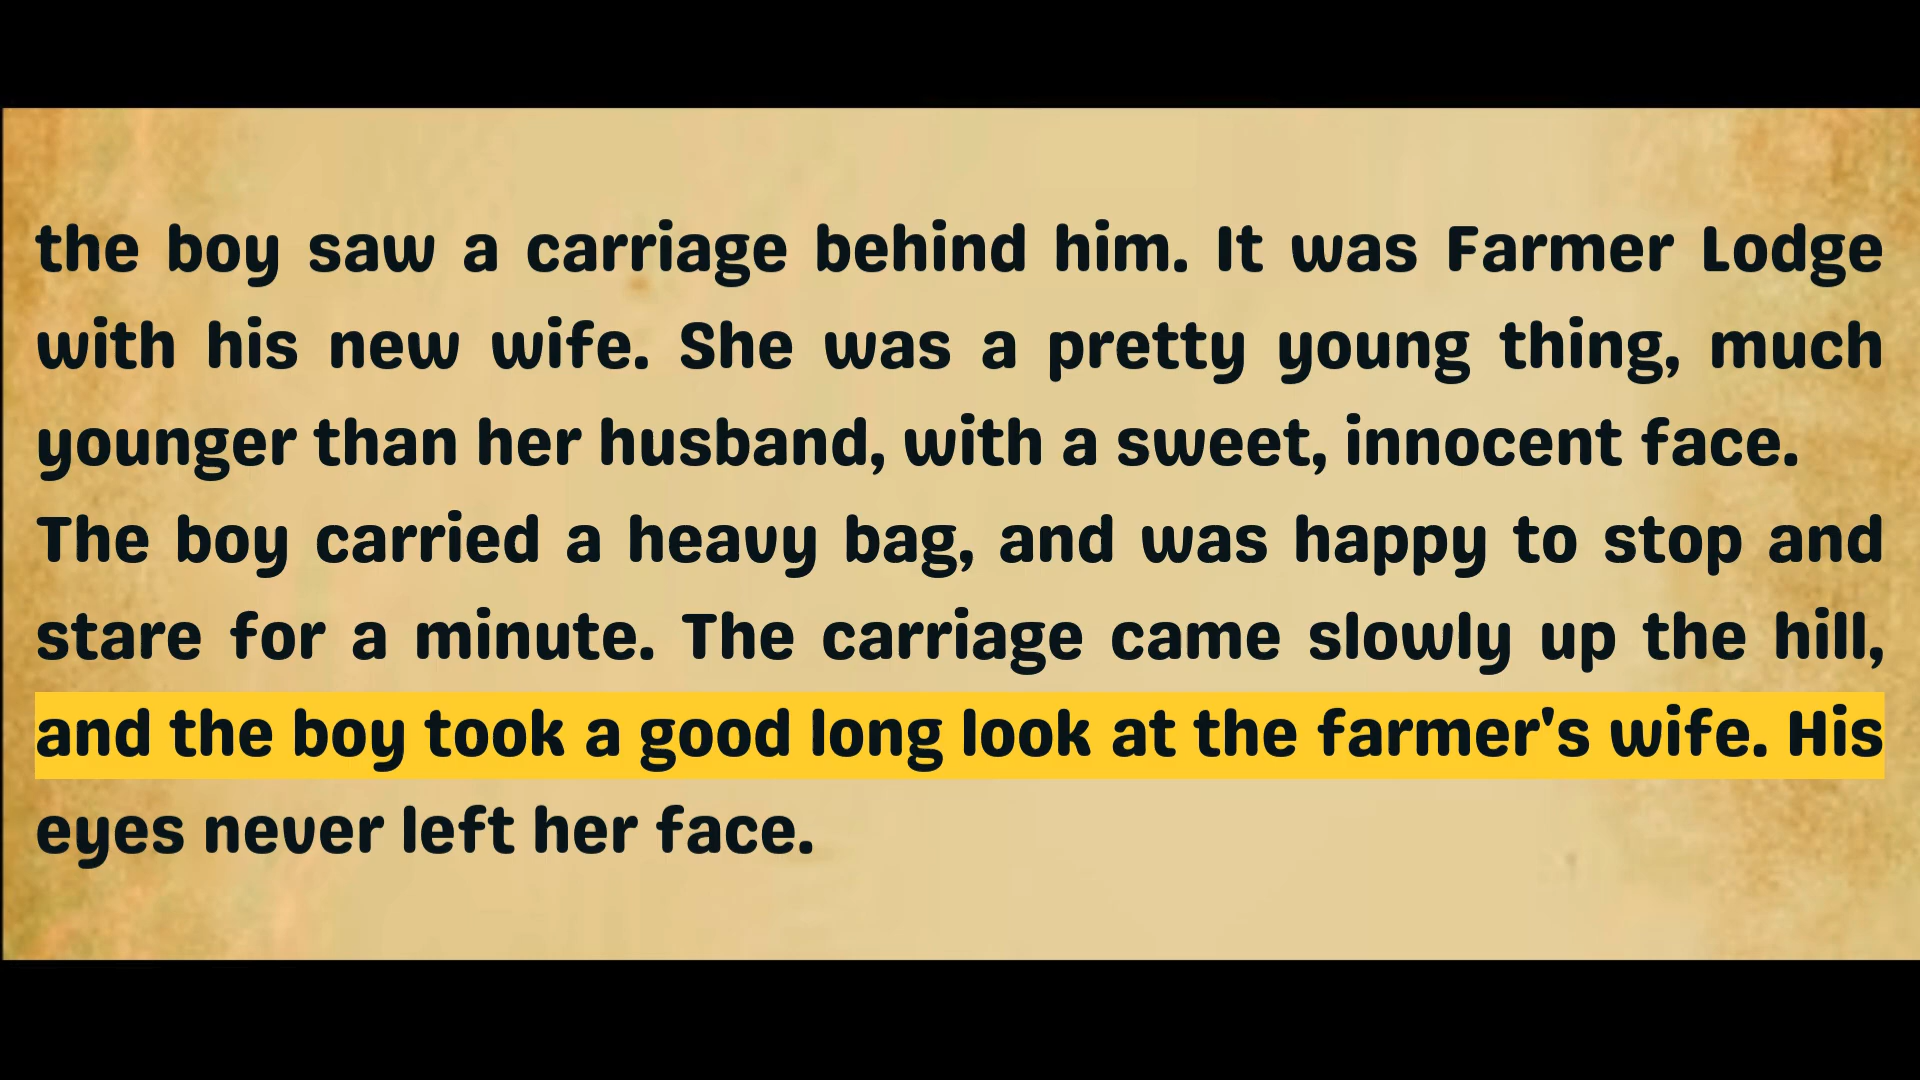 the boy saw a carriage behind him. It was Farmer Lodge
with his new wife. She was a pretty young thing, much
younger than her husband, with a sweet, innocent face.
The boy carried a heavy bag, and was happy to stop and
stare for a minute. The carriage came slowly up the hill,
and the boy took a good long look at the farmer's wife. His
eyes never left her face.